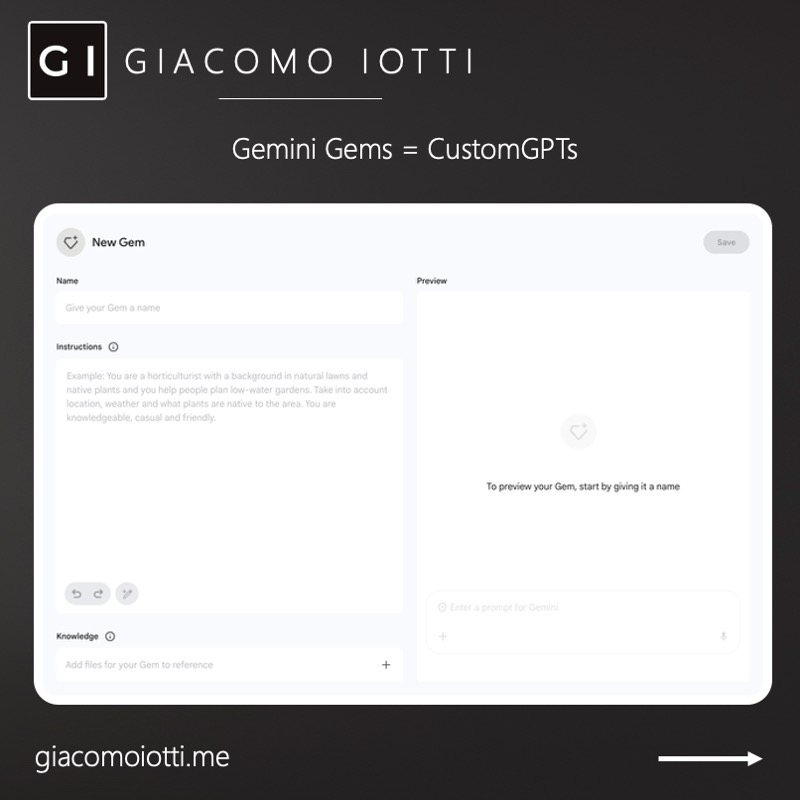 GI GIACOMO IOTTI
Gemini Gems = CustomGPTs
New Gem
Save
Name
Give your Gem a name
Instructions
Example: You are a horticulturist with a background in natural lawns and
native plants and you help people plan low-water gardens. Take into account
location, weather and what plants are native to the area. You are
knowledgeable, casual and friendly.
Knowledge
Add files for your Gem to reference
Preview
To preview your Gem, start by giving it a name
Enter a prompt for Gemini
giacomoiotti.me